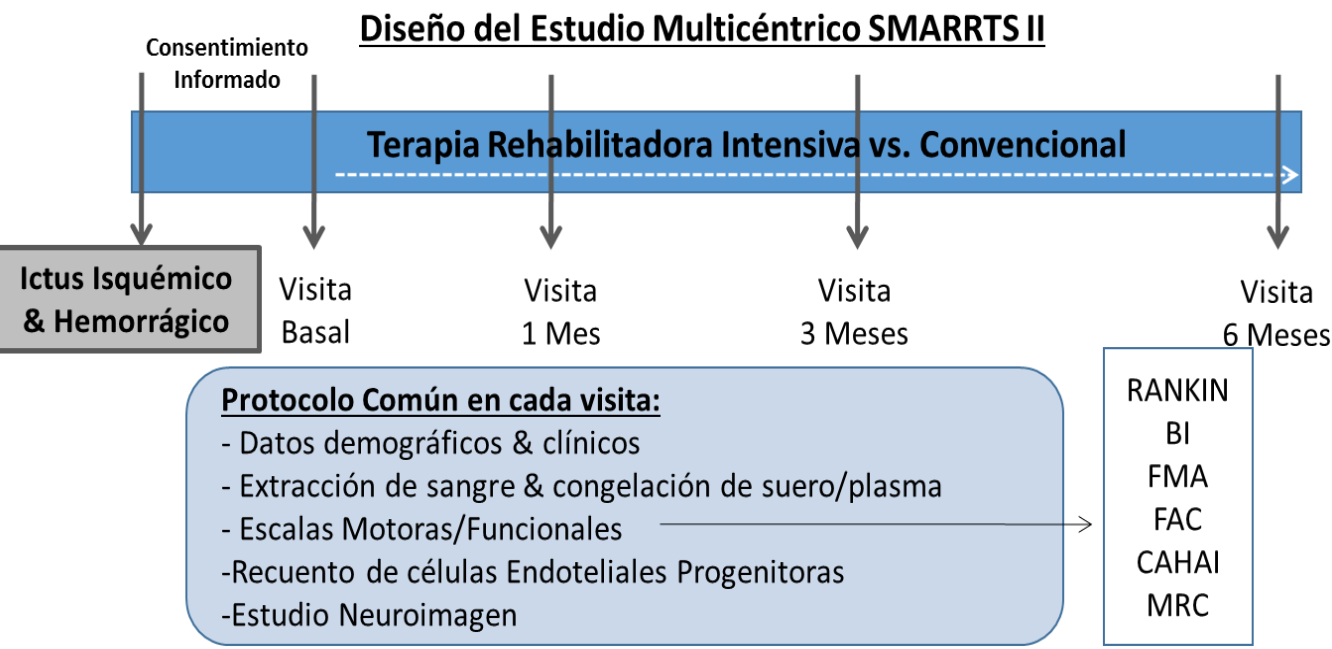 Diseño del Estudio Multicéntrico SMARRTS II
Consentimiento
Informado
Terapia Rehabilitadora Intensiva vs. Convencional
Ictus Isquémico
& Hemorrágico
Visita
Basal
Visita
1 Mes
Visita
3 Meses
Visita
6 Meses
Protocolo Común en cada visita:
- Datos demográficos & clínicos
- Extracción de sangre & congelación de suero/plasma
- Escalas Motoras/Funcionales
-Recuento de células Endoteliales Progenitoras
-Estudio Neuroimagen
RANKIN
BI
FMA
FAC
CAHAI
MRC